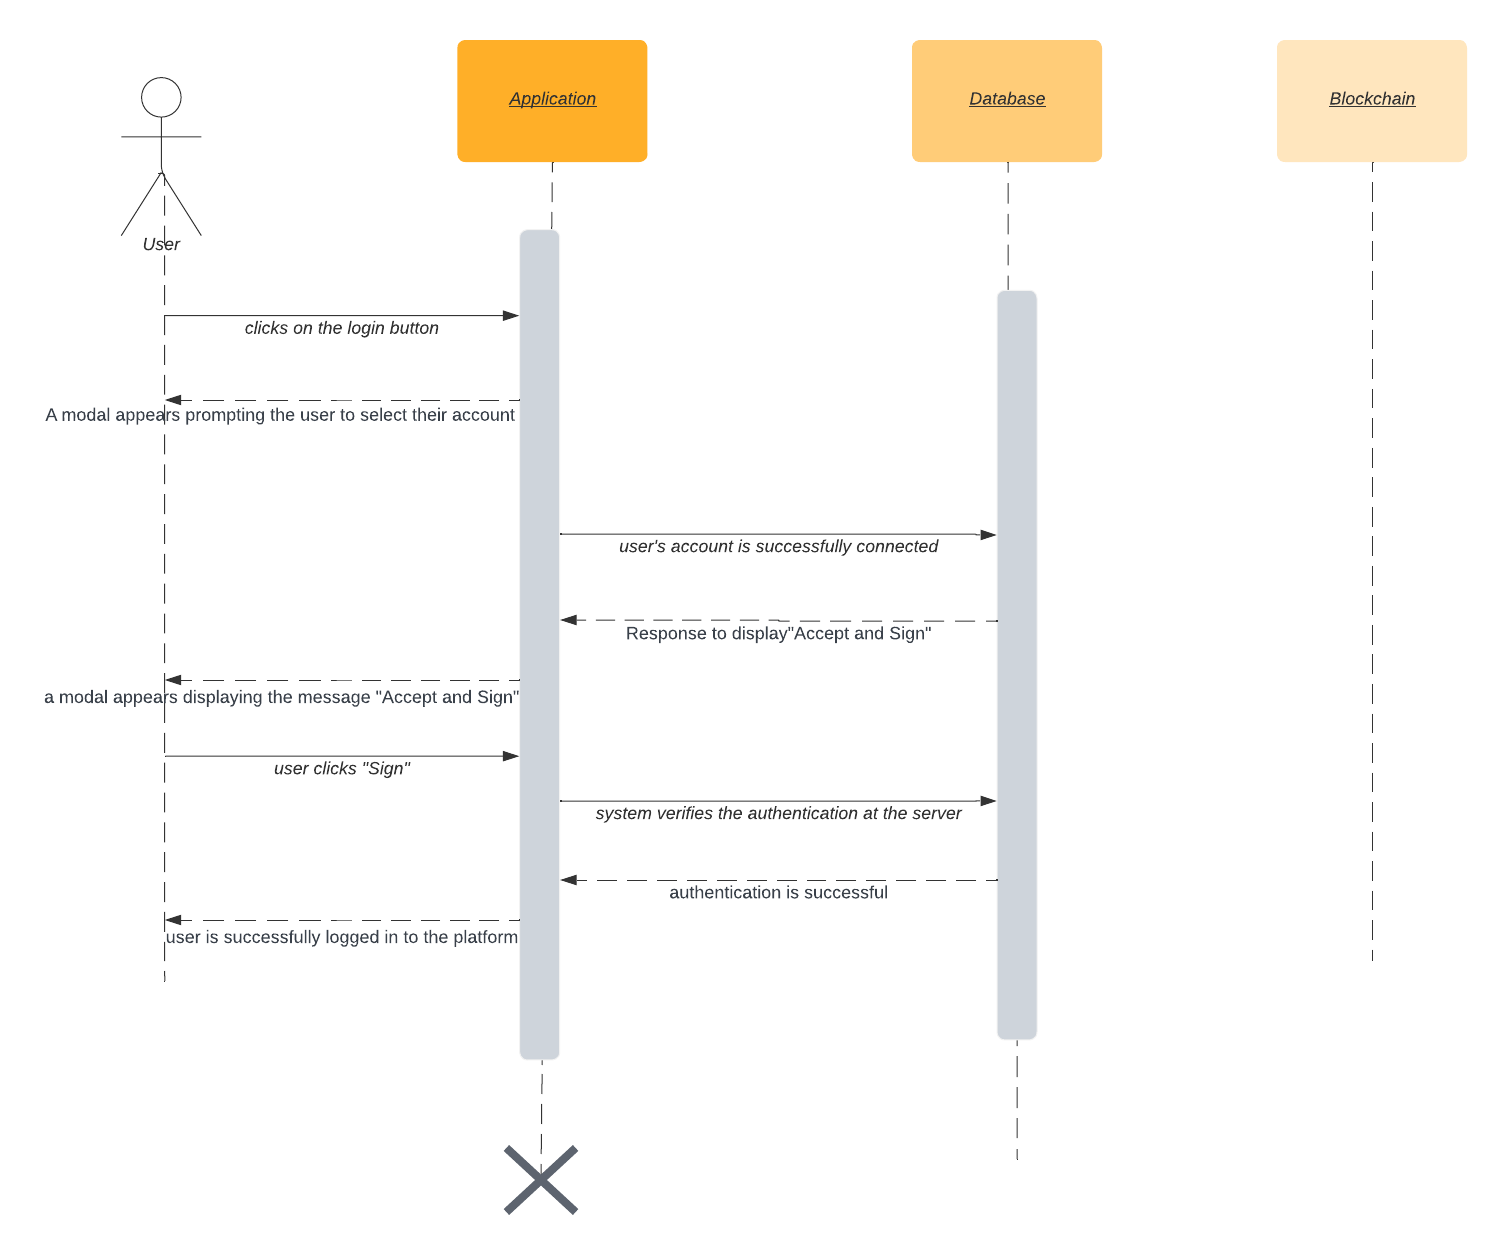 Application
Database
Blockchain
User
clicks on the login button
A modal appears prompting the user to select their account
user's account is successfully connected
Response to display"Accept and Sign"
a modal appears displaying the message "Accept and Sign"
user clicks "Sign"
system verifies the authentication at the server
authentication is successful
user is successfully logged in to the platform